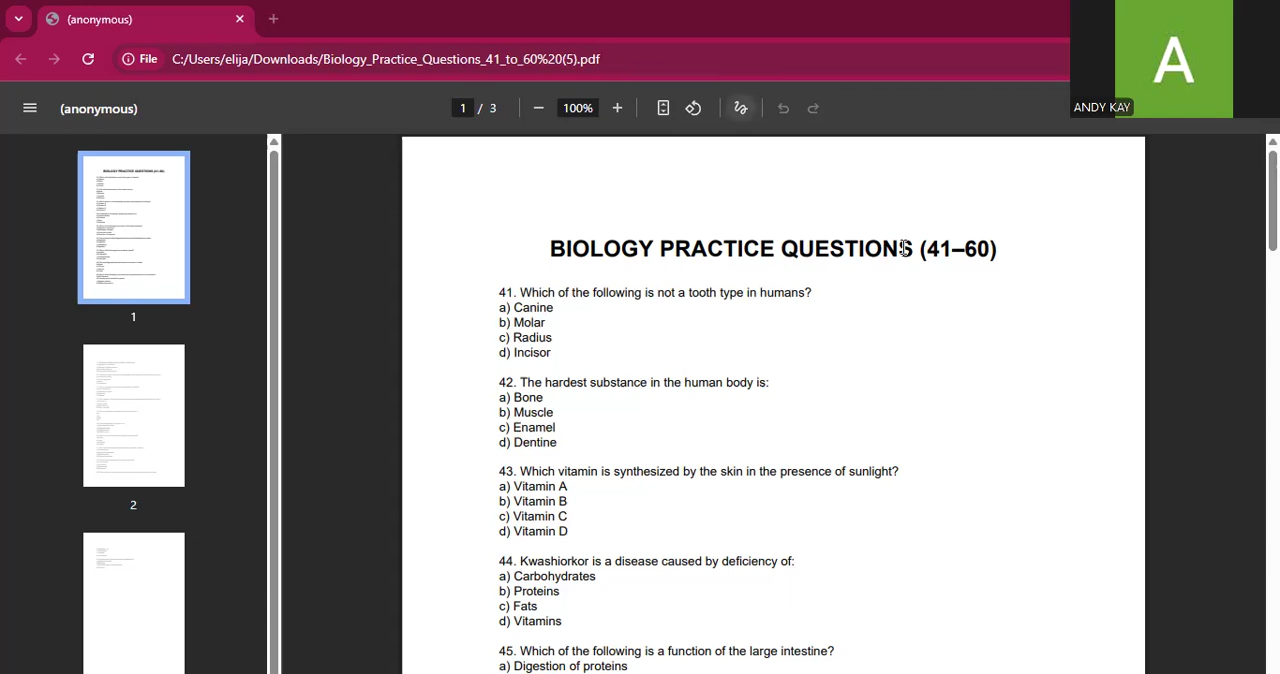 (anonymous)
File C:/Users/elija/Downloads/Biology_Practice_Questions_41_to_60%20(5).pdf
A
ANDY KAY
(anonymous)
1 / 3
100%
1
2
BIOLOGY PRACTICE QUESTIONS (41–60)
41. Which of the following is not a tooth type in humans?
a) Canine
b) Molar
c) Radius
d) Incisor
42. The hardest substance in the human body is:
a) Bone
b) Muscle
c) Enamel
d) Dentine
43. Which vitamin is synthesized by the skin in the presence of sunlight?
a) Vitamin A
b) Vitamin B
c) Vitamin C
d) Vitamin D
44. Kwashiorkor is a disease caused by deficiency of:
a) Carbohydrates
b) Proteins
c) Fats
d) Vitamins
45. Which of the following is a function of the large intestine?
a) Digestion of proteins